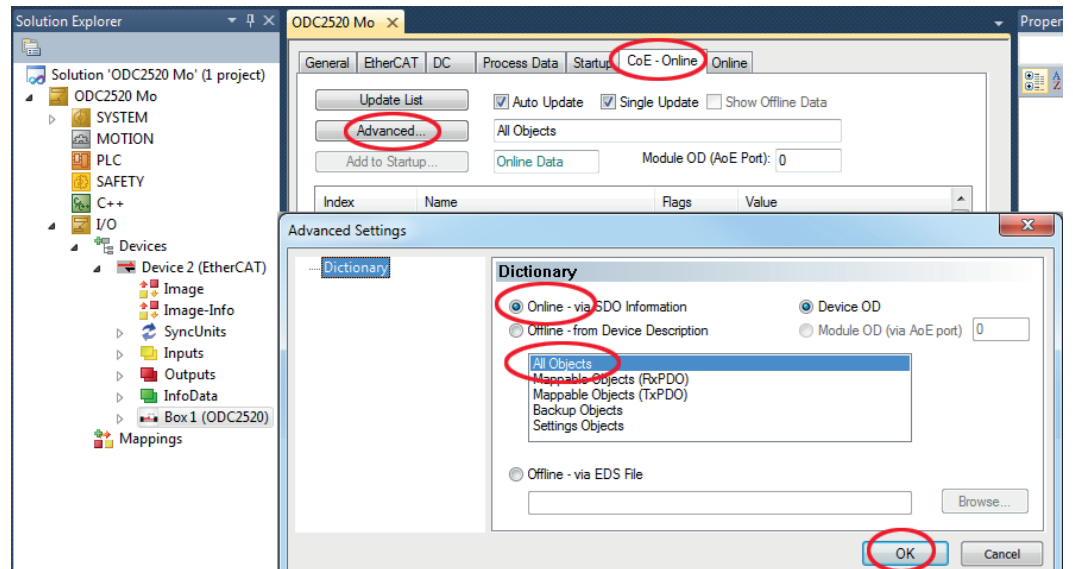 Solution Explorer
Solution 'ODC2520 Mo' (1 project)
ODC2520 Mo
SYSTEM
MOTION
PLC
SAFETY
C++
I/O
Devices
Device 2 (EtherCAT)
Image
Image-Info
SyncUnits
Inputs
Outputs
InfoData
Box 1 (ODC2520)
Mappings
ODC2520 Mo
Proper
General EtherCAT DC Process Data Startup CoE - Online Online
Update List Auto Update Single Update Show Offline Data
Advanced... All Objects
Add to Startup... Online Data Module OD (AoE Port): 0
Index Name Flags Value
Advanced Settings
Dictionary
Dictionary
Online - via SDO Information Device OD
Offline - from Device Description Module OD (via AoE port) 0
All Objects
Mappable Objects (RxPDO)
Mappable Objects (TxPDO)
Backup Objects
Settings Objects
Offline - via EDS File
Browse...
OK Cancel